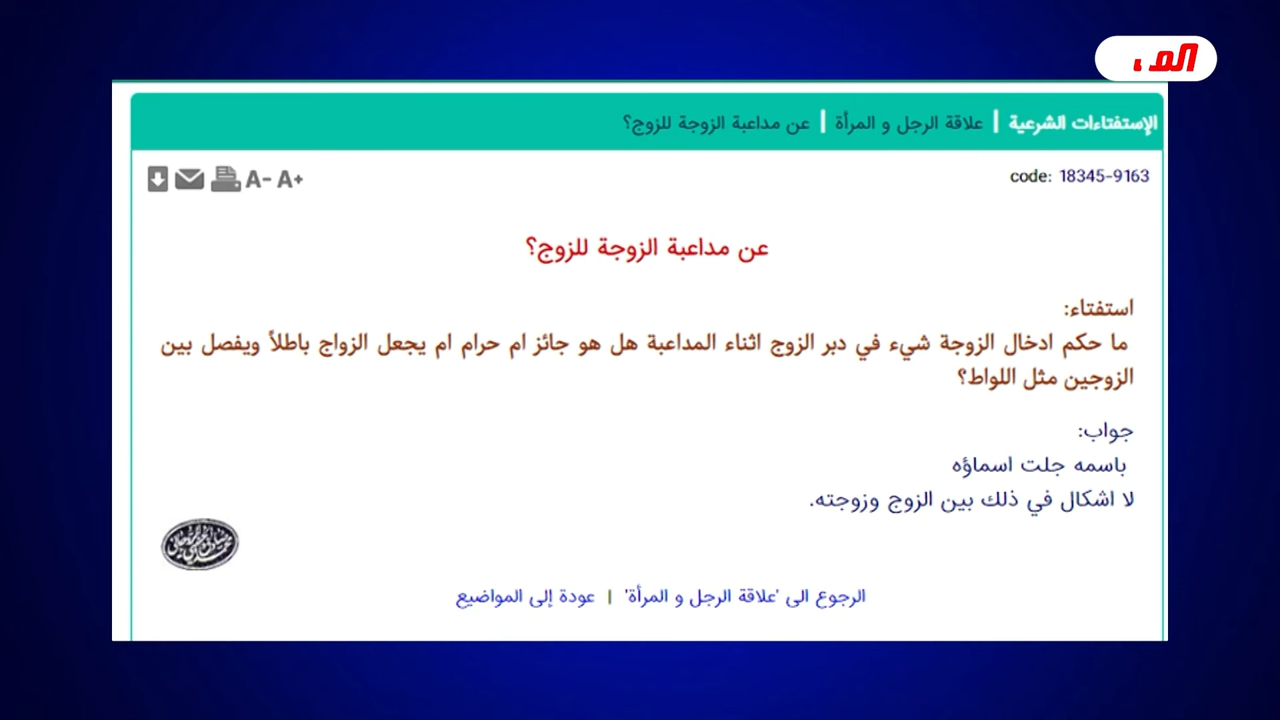 الم
الإستفتاءات الشرعية | علاقة الرجل و المرأة | عن مداعبة الزوجة للزوج؟
code: 18345-9163
A- A+
عن مداعبة الزوجة للزوج؟
استفتاء:
ما حكم ادخال الزوجة شيء في دبر الزوج اثناء المداعبة هل هو جائز ام حرام ام يجعل الزواج باطلاً ويفصل بين
الزوجين مثل اللواط؟
جواب:
باسمه جلت اسماؤه
لا اشكال في ذلك بين الزوج وزوجته.
الرجوع الى 'علاقة الرجل و المرأة' | عودة إلى المواضيع